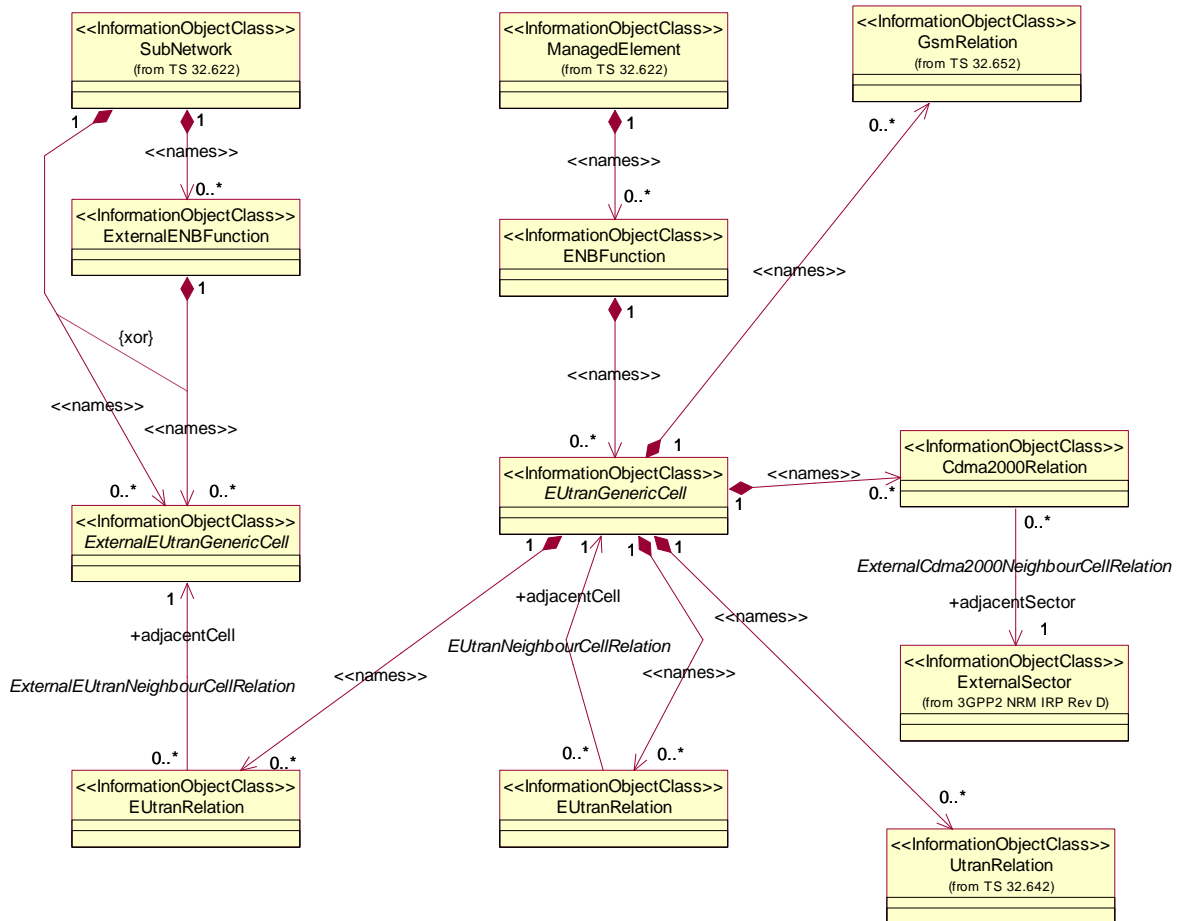 <<InformationObjectClass>>
SubNetwork
(from TS 32.622)
<<InformationObjectClass>>
ManagedElement
(from TS 32.622)
<<InformationObjectClass>>
GsmRelation
(from TS 32.652)
1
1
<<names>>
0..*
1
<<names>>
0..*
0..*
<<InformationObjectClass>>
ExternalENBFunction
<<InformationObjectClass>>
ENBFunction
<<names>>
1
1
{xor}
<<names>>
<<names>>
<<names>>
0..*
0..*
0..*
1
<<InformationObjectClass>>
ExternalEUtranGenericCell
<<InformationObjectClass>>
EUtranGenericCell
<<names>>
1
0..*
<<InformationObjectClass>>
Cdma2000Relation
0..*
ExternalCdma2000NeighbourCellRelation
+adjacentSector
1
<<InformationObjectClass>>
ExternalSector
(from 3GPP2 NRM IRP Rev D)
1
1
1
1
1
+adjacentCell
+adjacentCell
<<names>>
EUtranNeighbourCellRelation
ExternalEUtranNeighbourCellRelation
<<names>>
<<names>>
0..*
0..*
0..*
0..*
0..*
<<InformationObjectClass>>
EUtranRelation
<<InformationObjectClass>>
EUtranRelation
<<InformationObjectClass>>
UtranRelation
(from TS 32.642)